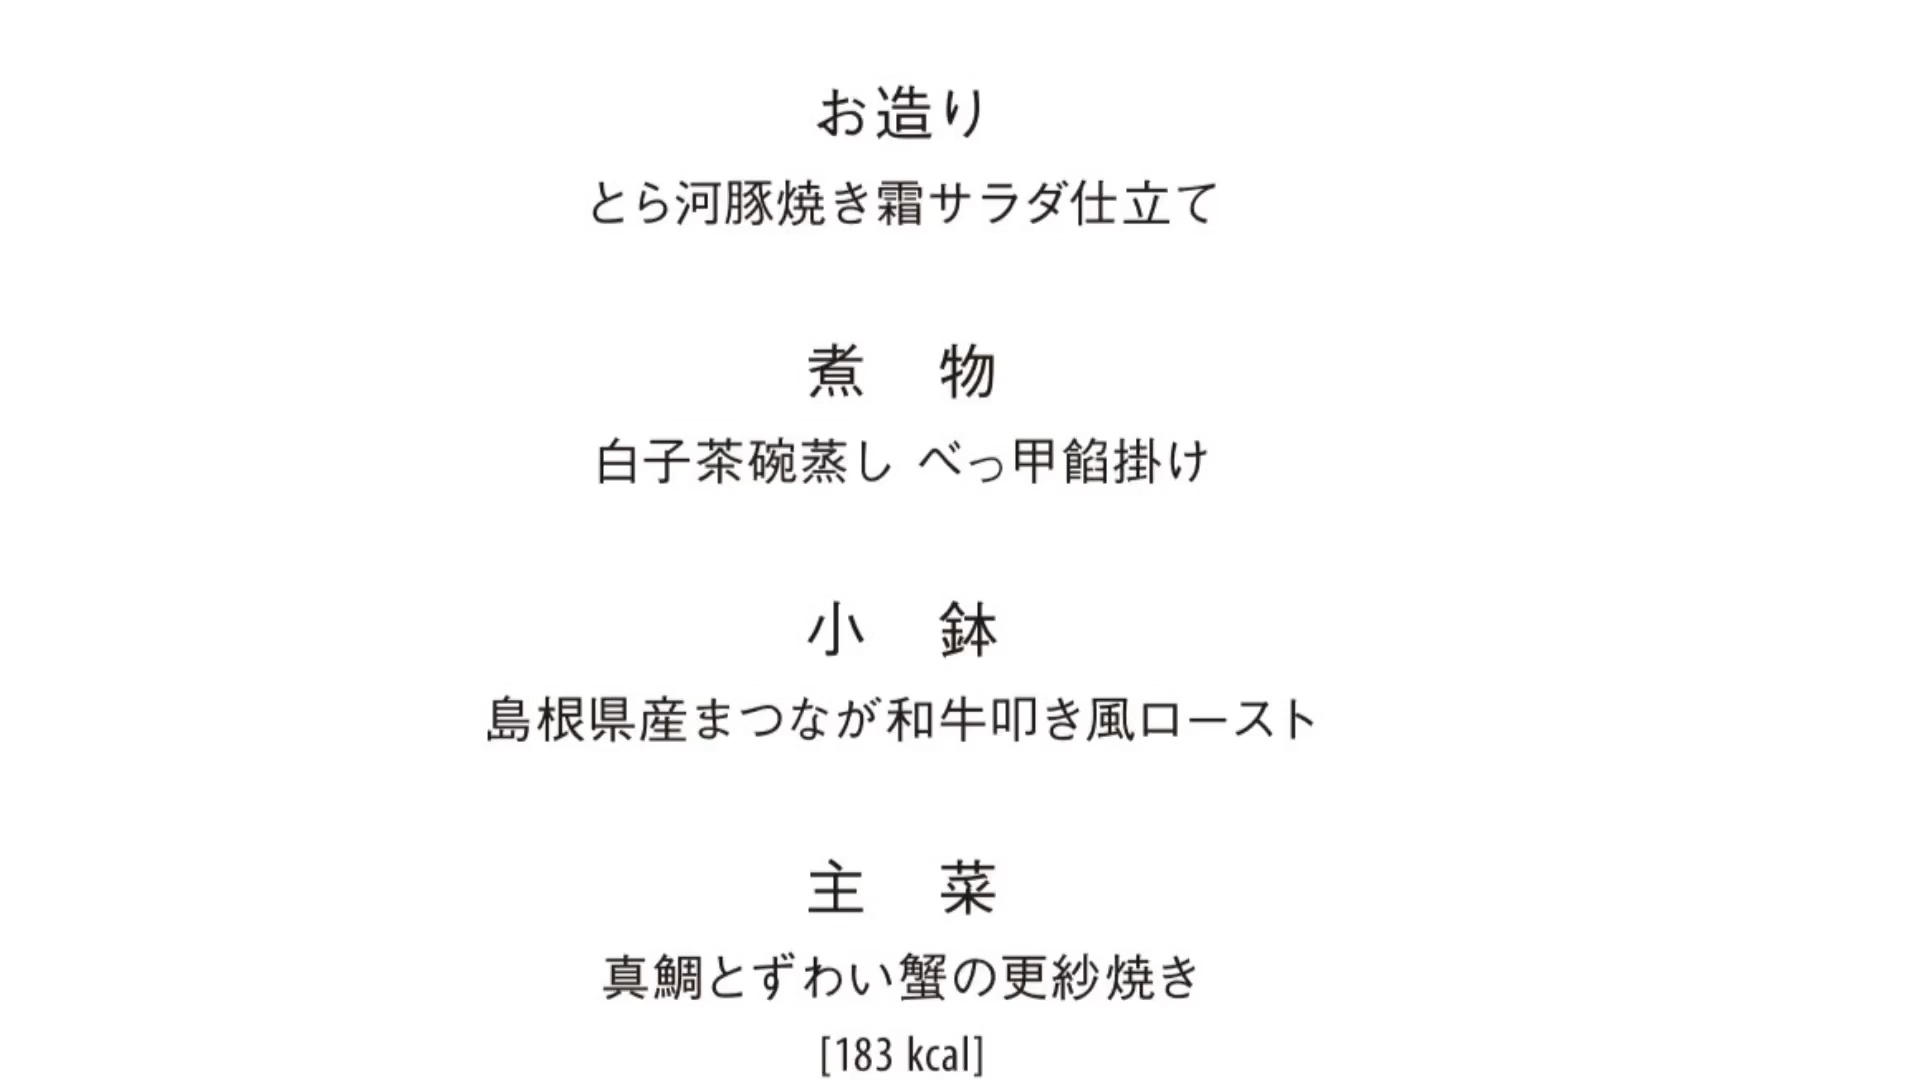 お造り
とら河豚焼き霜サラダ仕立て
煮　物
白子茶碗蒸し べっ甲餡掛け
小　鉢
島根県産まつなが和牛叩き風ロースト
主　菜
真鯛とずわい蟹の更紗焼き
[183 kcal]